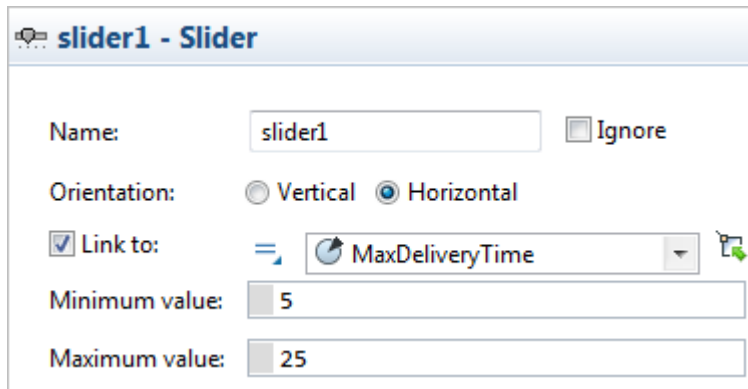 slider1 - Slider
Name: slider1 Ignore
Orientation: Vertical Horizontal
Link to: MaxDeliveryTime
Minimum value: 5
Maximum value: 25